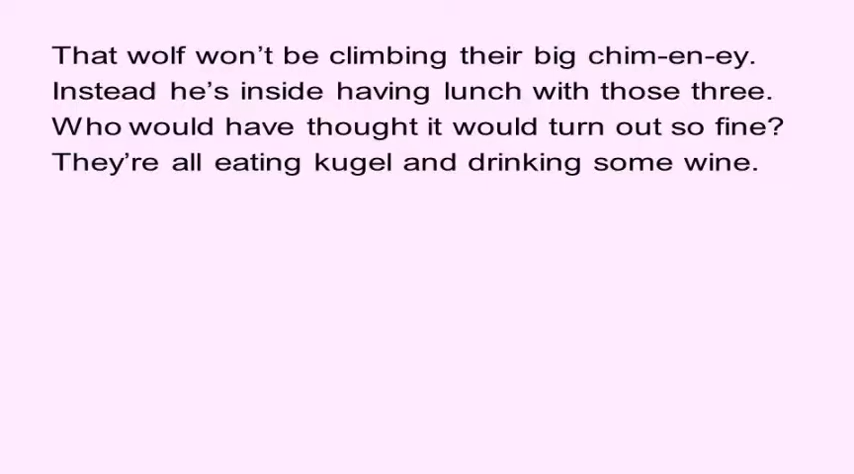 That wolf won’t be climbing their big chim-en-ey.
Instead he’s inside having lunch with those three.
Who would have thought it would turn out so fine?
They’re all eating kugel and drinking some wine.